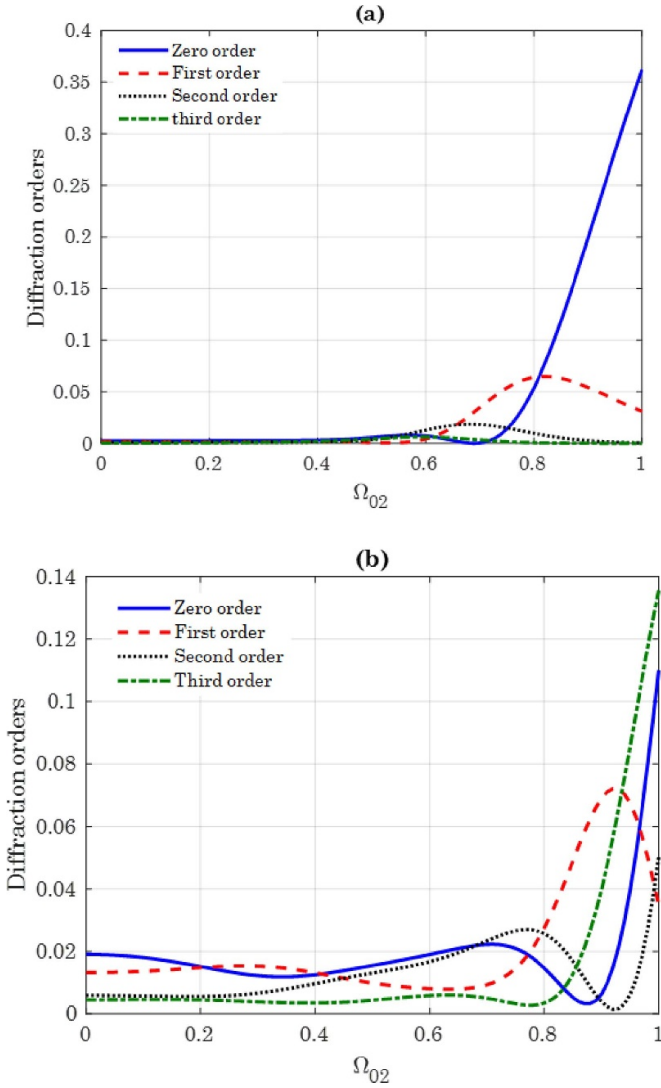 (a)
0.4
0.35
0.3
0.25
0.2
0.15
0.1
0.05
0
Diffraction orders
Zero order
First order
Second order
third order
0 0.2 0.4 0.6 0.8 1
Ω02
(b)
0.14
0.12
0.1
0.08
0.06
0.04
0.02
0
Diffraction orders
Zero order
First order
Second order
Third order
0 0.2 0.4 0.6 0.8 1
Ω02